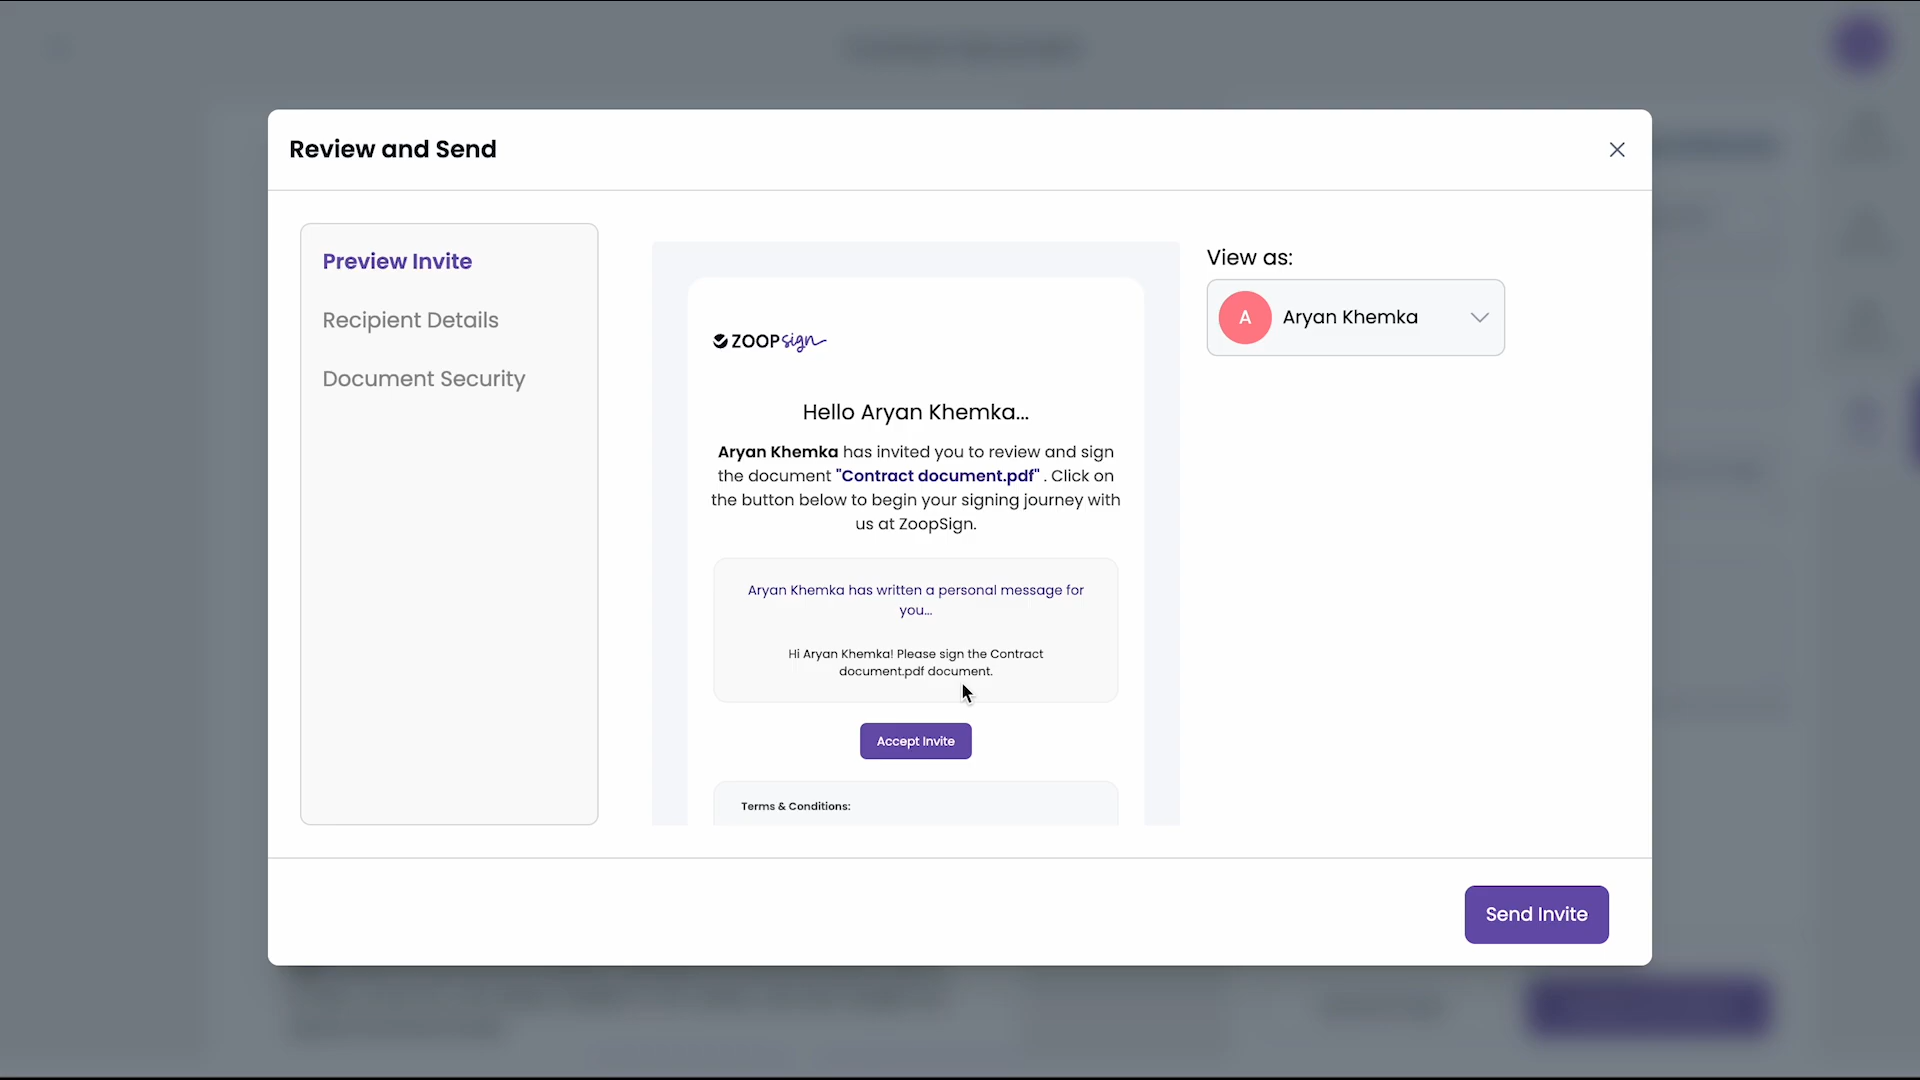 Review and Send
Preview Invite
Recipient Details
Document Security
ZOOPsign
Hello Aryan Khemka...
Aryan Khemka has invited you to review and sign
the document "Contract document.pdf" . Click on
the button below to begin your signing journey with
us at ZoopSign.
Aryan Khemka has written a personal message for
you...
Hi Aryan Khemka! Please sign the Contract
document.pdf document.
Accept Invite
Terms & Conditions:
View as:
A
Aryan Khemka
Send Invite